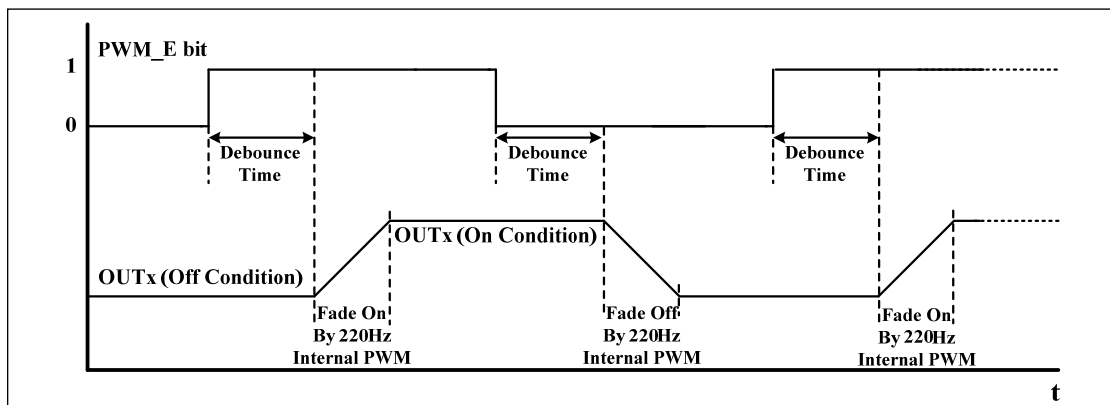 PWM_E bit
1
0
Debounce
Time
Debounce
Time
Debounce
Time
OUTx (On Condition)
OUTx (Off Condition)
Fade On
By 220Hz
Internal PWM
Fade Off
By 220Hz
Internal PWM
Fade On
By 220Hz
Internal PWM
t